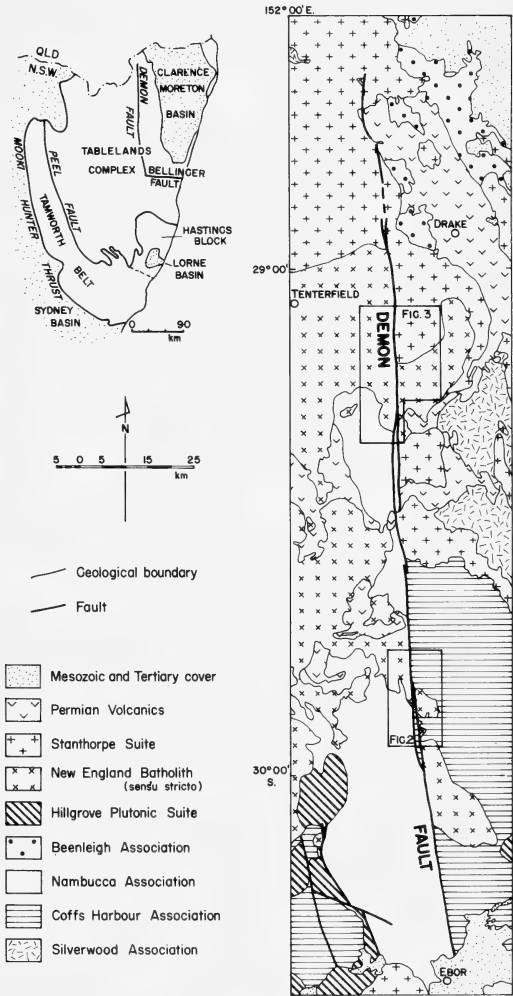 152° 00' E.
QLD
N.S.W.
DEMON
FAULT
CLARENCE
MORETON
BASIN
TABLELANDS
COMPLEX
BELLINGER
FAULT
MOOKI
HUNTER
THRUST
PEEL
FAULT
TAMWORTH
BELT
HASTINGS
BLOCK
LORNE
BASIN
SYDNEY
BASIN
0 90
km
N
5 0 5 10 15 25
km
Geological boundary
Fault
Mesozoic and Tertiary cover
Permian Volcanics
Stanthorpe Suite
New England Batholith
(sensu stricto)
Hillgrove Plutonic Suite
Beenleigh Association
Nambucca Association
Coffs Harbour Association
Silverwood Association
DRAKE
29° 00'
TENTERFIELD
FIG. 3
DEMON
30° 00'
S.
FIG. 2
FAULT
EBOR